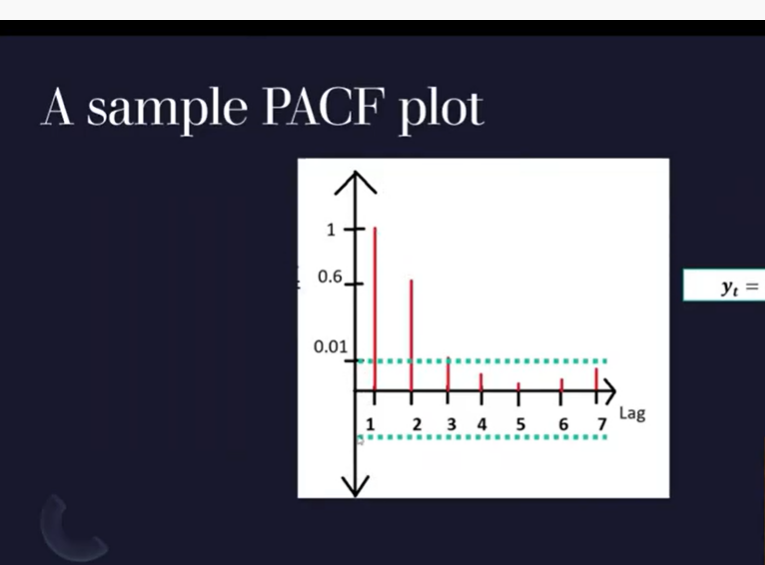 A sample PACF plot
1
0.6
0.01
yₜ =
1 2 3 4 5 6 7
Lag